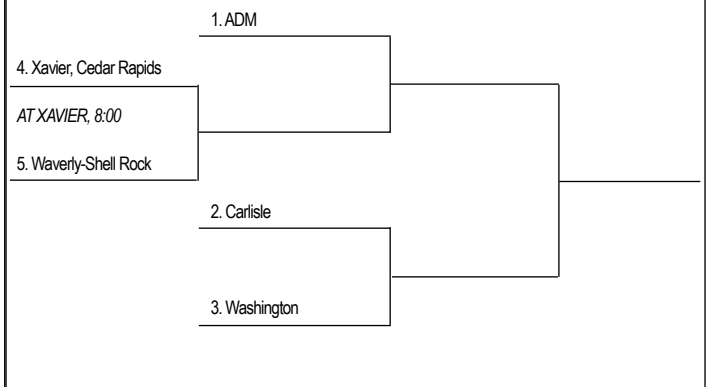 1. ADM
4. Xavier, Cedar Rapids
AT XAVIER, 8:00
5. Waverly-Shell Rock
2. Carlisle
3. Washington